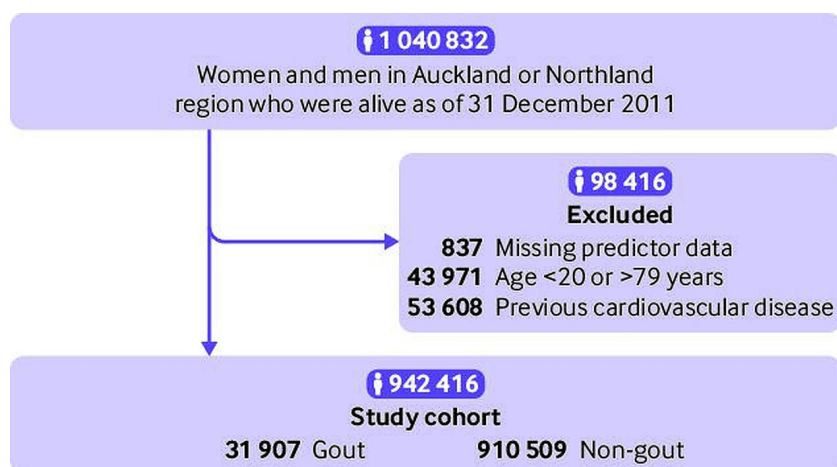 1 040 832
Women and men in Auckland or Northland
region who were alive as of 31 December 2011
98 416
Excluded
837 Missing predictor data
43 971 Age <20 or >79 years
53 608 Previous cardiovascular disease
942 416
Study cohort
31 907 Gout 910 509 Non-gout